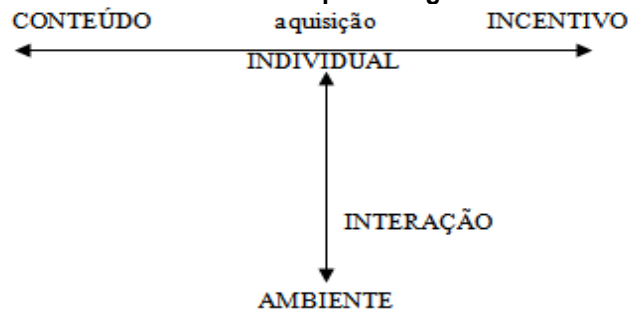 CONTEÚDO aquisição INCENTIVO
INDIVIDUAL
INTERAÇÃO
AMBIENTE